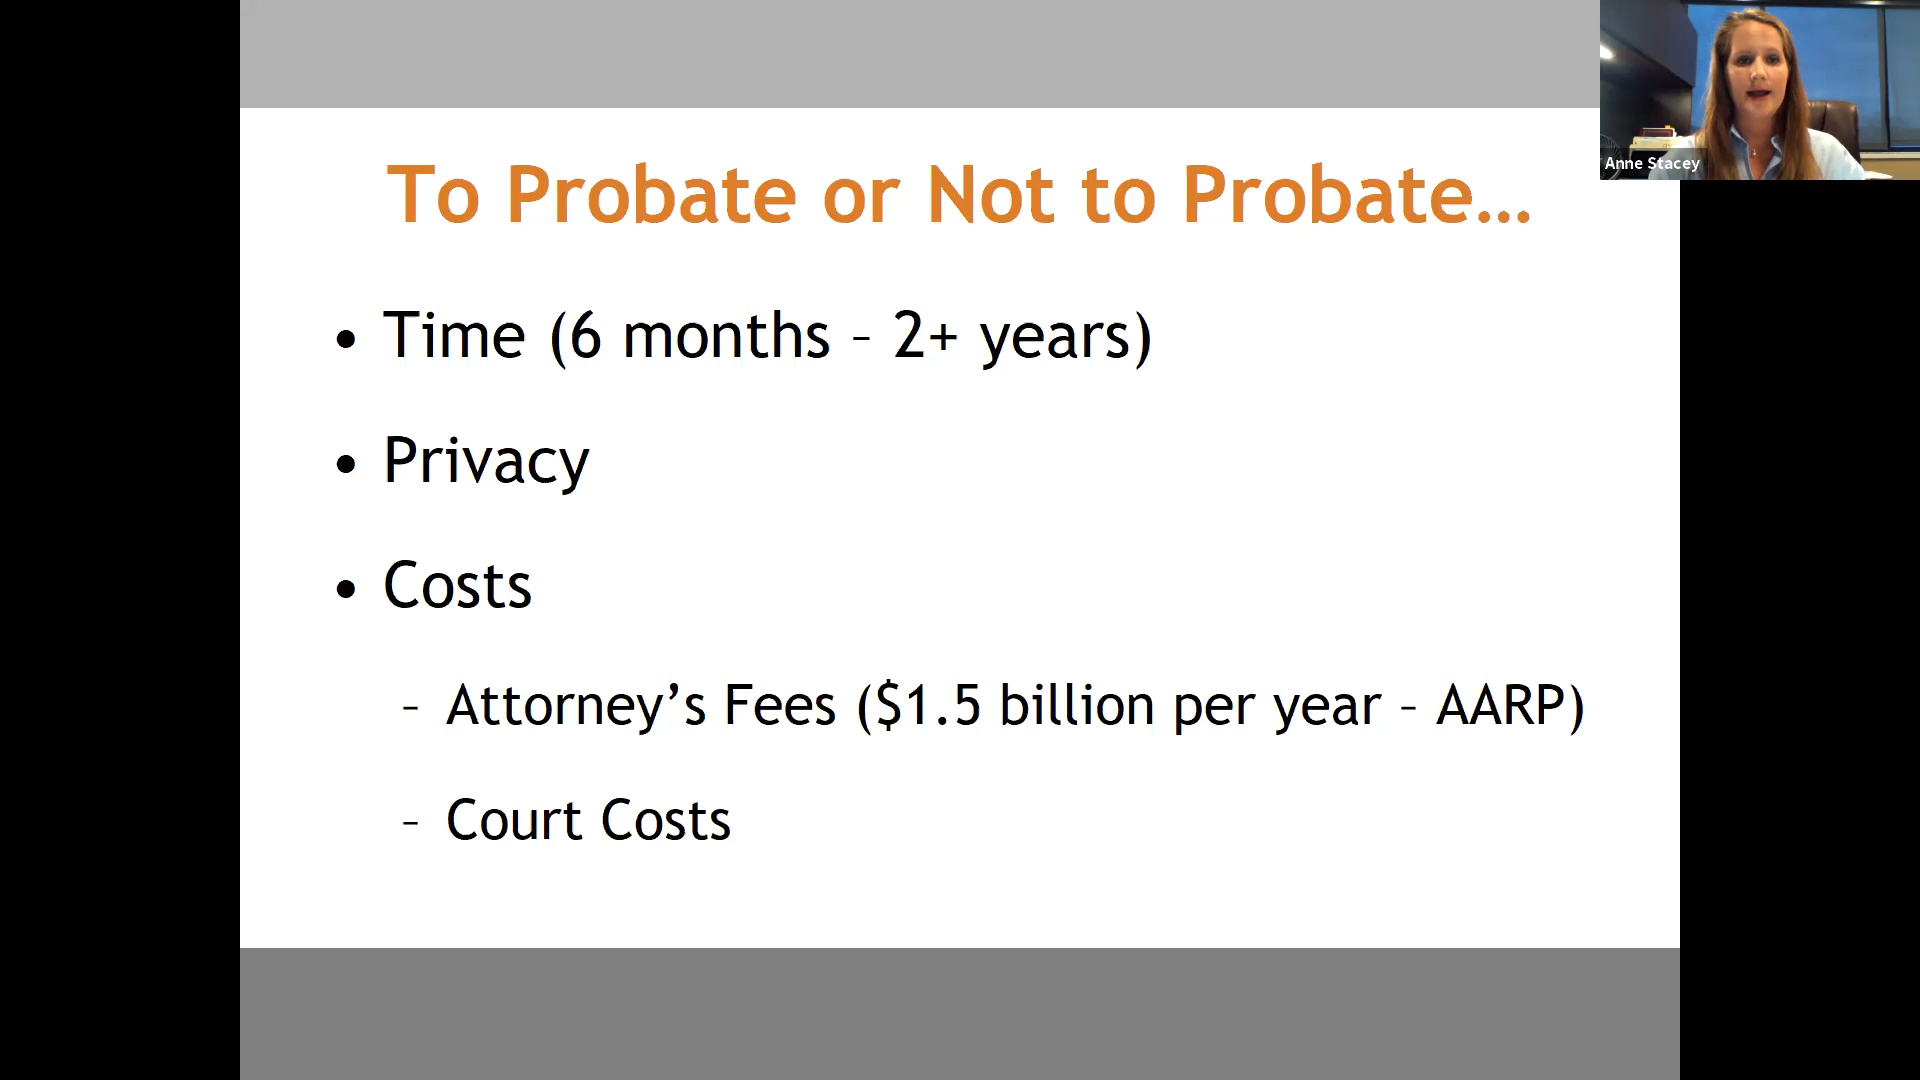 To Probate or Not to Probate…
• Time (6 months – 2+ years)
• Privacy
• Costs
– Attorney’s Fees ($1.5 billion per year – AARP)
– Court Costs
Anne Stacey